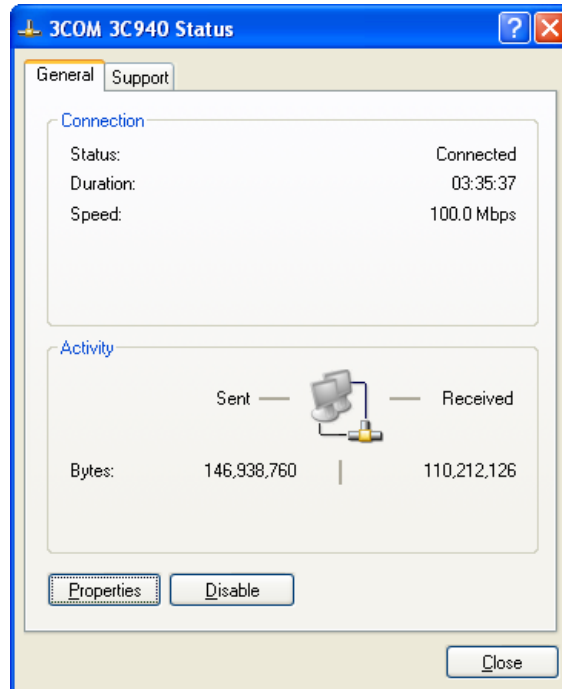 3COM 3C940 Status
General Support
Connection
Status: Connected
Duration: 03:35:37
Speed: 100.0 Mbps
Activity
Sent Received
Bytes: 146,938,760 110,212,126
Properties Disable
Close